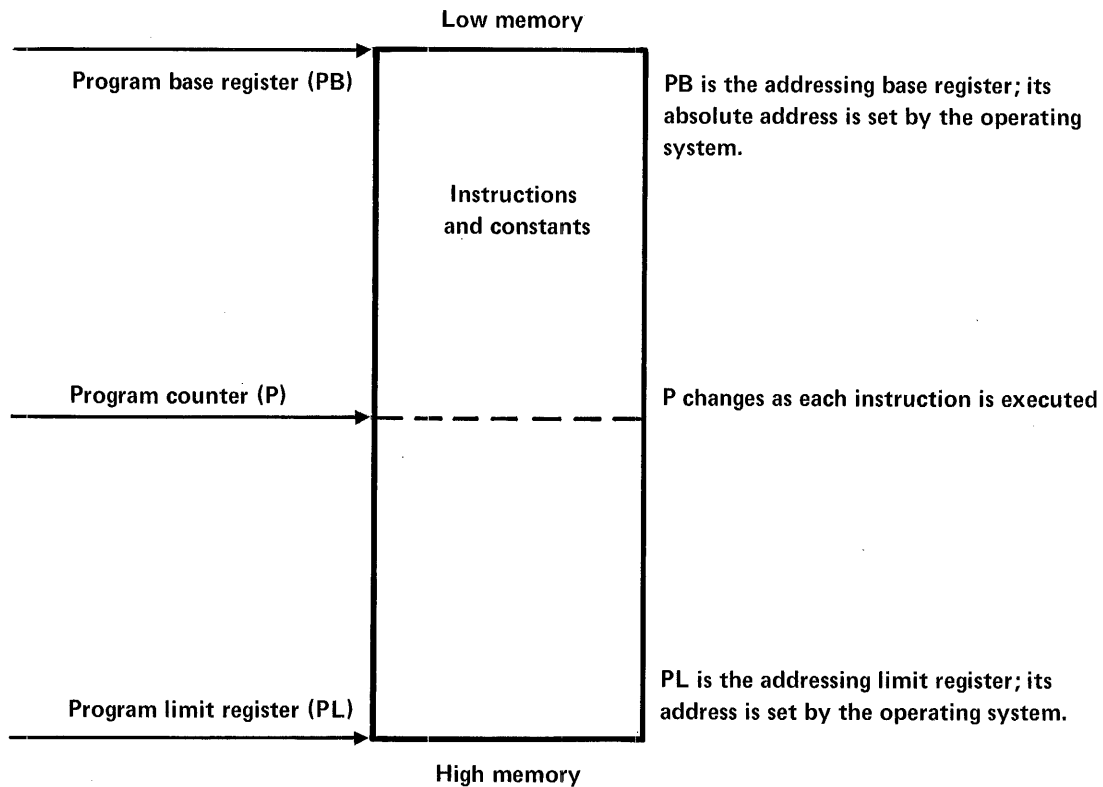 Low memory
Program base register (PB)
PB is the addressing base register; its
absolute address is set by the operating
system.
Instructions
and constants
Program counter (P)
P changes as each instruction is executed
PL is the addressing limit register; its
address is set by the operating system.
Program limit register (PL)
High memory